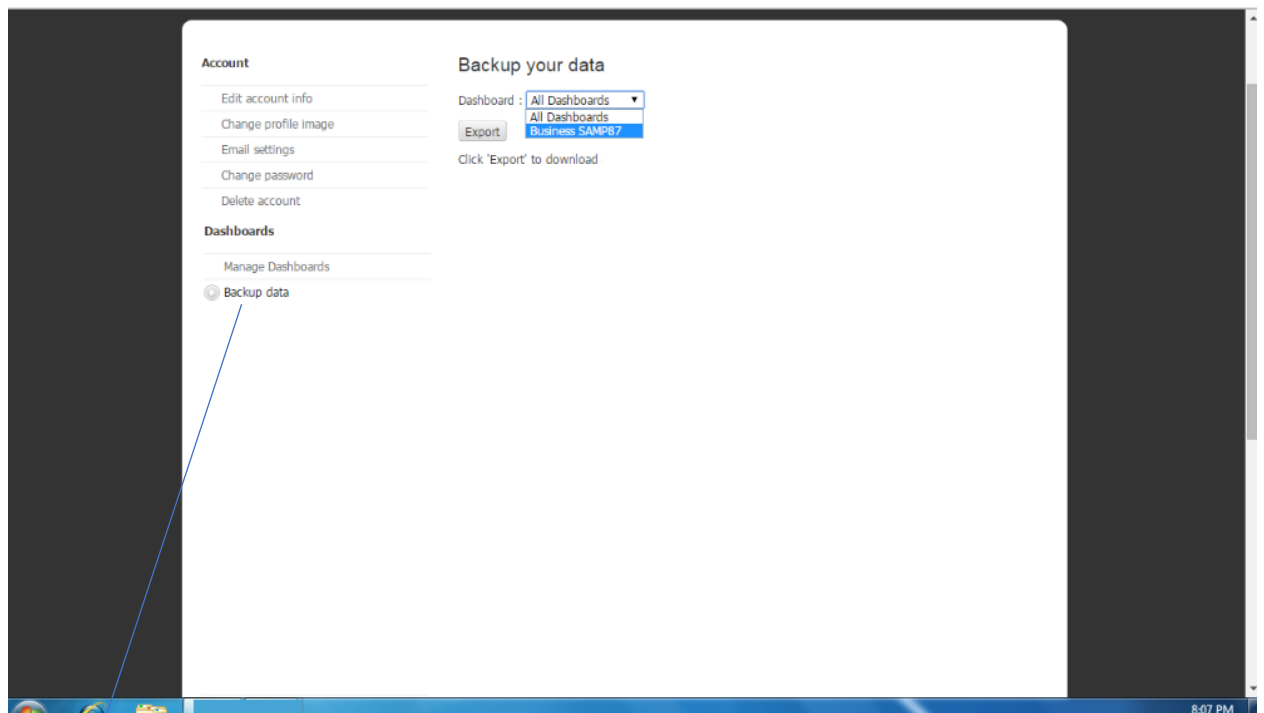 Account
Edit account info
Change profile image
Email settings
Change password
Delete account
Dashboards
Manage Dashboards
Backup data
Backup your data
Dashboard : All Dashboards
All Dashboards
Business SAMP87
Export
Click 'Export' to download
8:07 PM